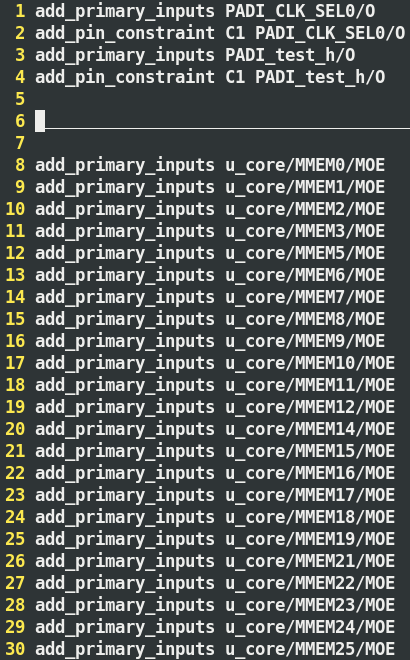 1 add_primary_inputs PADI_CLK_SEL0/O
2 add_pin_constraint C1 PADI_CLK_SEL0/O
3 add_primary_inputs PADI_test_h/O
4 add_pin_constraint C1 PADI_test_h/O
5
6
7
8 add_primary_inputs u_core/MMEM0/MOE
9 add_primary_inputs u_core/MMEM1/MOE
10 add_primary_inputs u_core/MMEM2/MOE
11 add_primary_inputs u_core/MMEM3/MOE
12 add_primary_inputs u_core/MMEM5/MOE
13 add_primary_inputs u_core/MMEM6/MOE
14 add_primary_inputs u_core/MMEM7/MOE
15 add_primary_inputs u_core/MMEM8/MOE
16 add_primary_inputs u_core/MMEM9/MOE
17 add_primary_inputs u_core/MMEM10/MOE
18 add_primary_inputs u_core/MMEM11/MOE
19 add_primary_inputs u_core/MMEM12/MOE
20 add_primary_inputs u_core/MMEM14/MOE
21 add_primary_inputs u_core/MMEM15/MOE
22 add_primary_inputs u_core/MMEM16/MOE
23 add_primary_inputs u_core/MMEM17/MOE
24 add_primary_inputs u_core/MMEM18/MOE
25 add_primary_inputs u_core/MMEM19/MOE
26 add_primary_inputs u_core/MMEM21/MOE
27 add_primary_inputs u_core/MMEM22/MOE
28 add_primary_inputs u_core/MMEM23/MOE
29 add_primary_inputs u_core/MMEM24/MOE
30 add_primary_inputs u_core/MMEM25/MOE